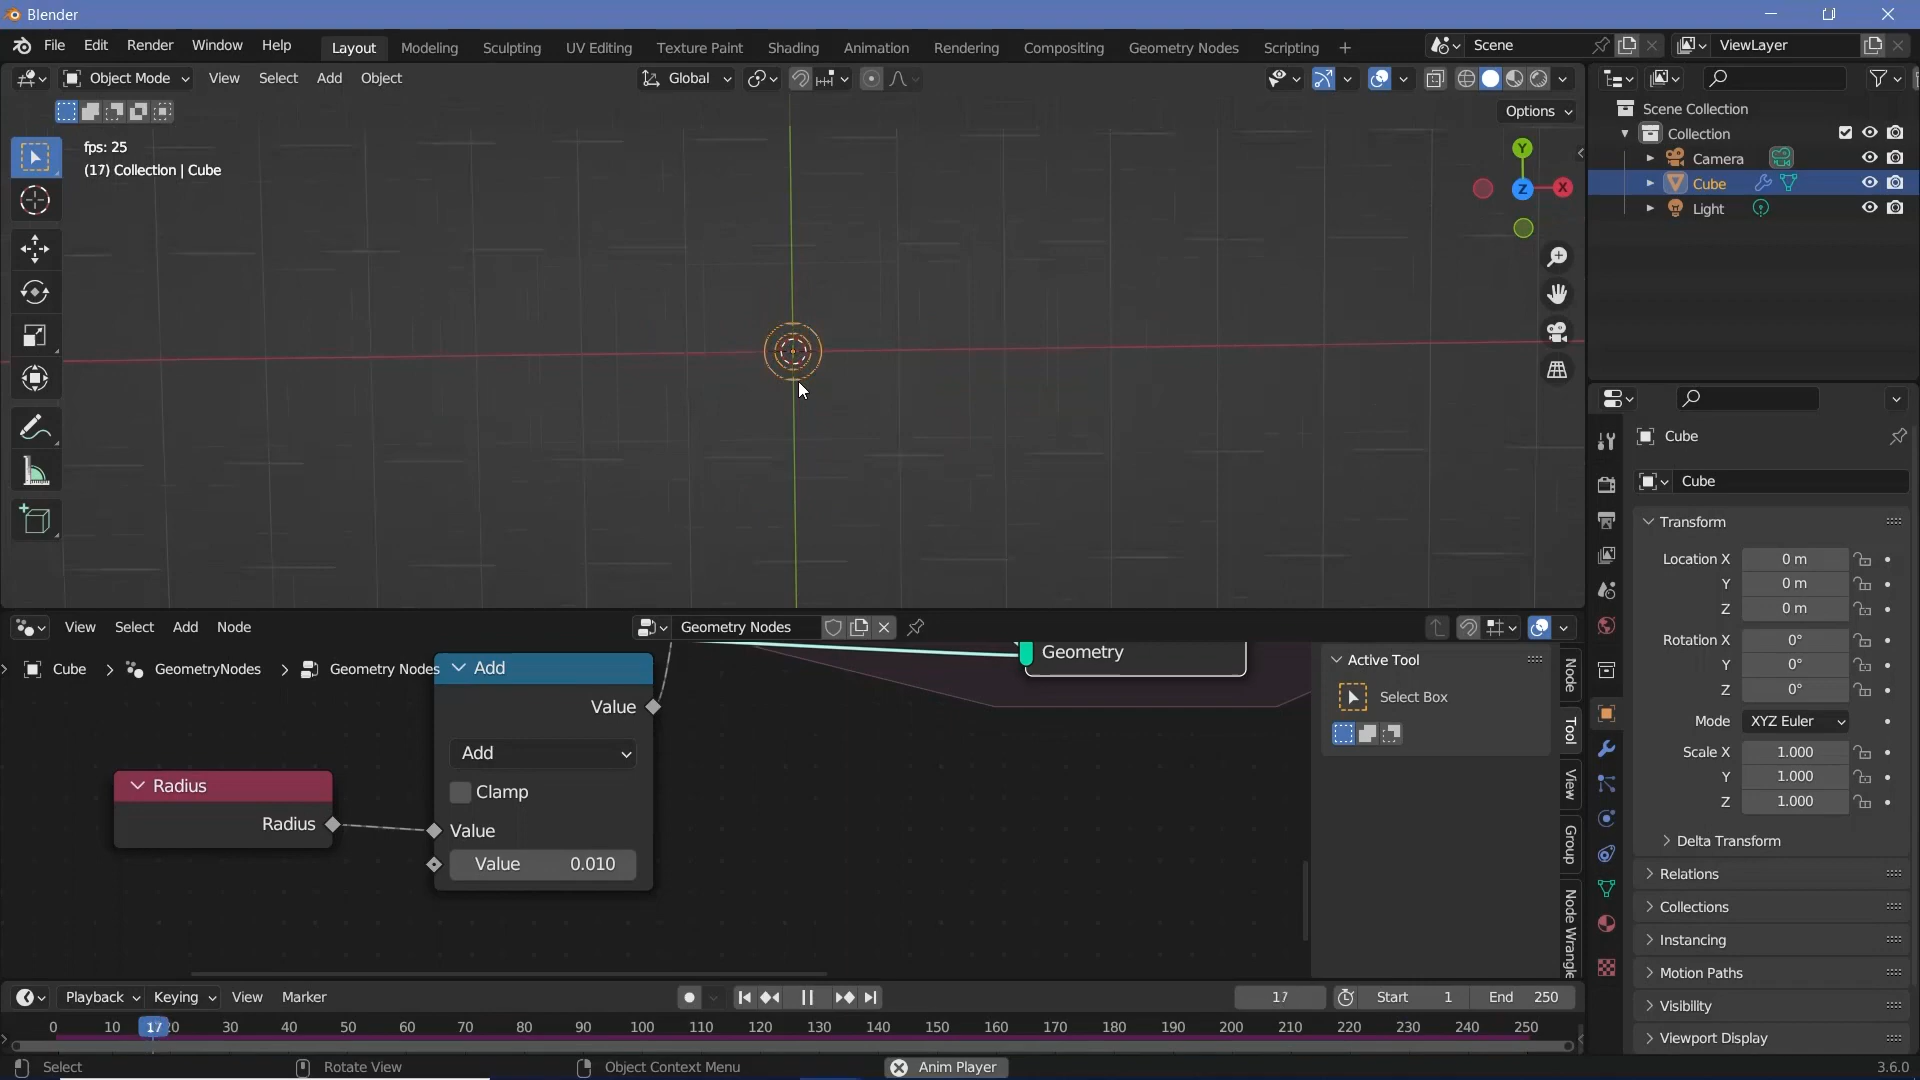 Blender
File Edit Render Window Help Layout Modeling Sculpting UV Editing Texture Paint Shading Animation Rendering Compositing Geometry Nodes Scripting + Scene ViewLayer
Object Mode View Select Add Object Global
Options
fps: 25
(17) Collection | Cube
Y
Z
X
Scene Collection
Collection
Camera
Cube
Light
Cube
Cube
Transform
Location X 0 m
Y 0 m
Z 0 m
Rotation X 0°
Y 0°
Z 0°
Mode XYZ Euler
Scale X 1.000
Y 1.000
Z 1.000
Delta Transform
Relations
Collections
Instancing
Motion Paths
Visibility
Viewport Display
View Select Add Node Geometry Nodes
Cube > GeometryNodes > Geometry Nodes
Add
Value
Add
Clamp
Value
Value 0.010
Radius
Radius
Geometry
Active Tool
Select Box
Node
Tool
View
Group
Node Wrangle
Playback Keying View Marker 17 Start 1 End 250
0 10 17 20 30 40 50 60 70 80 90 100 110 120 130 140 150 160 170 180 190 200 210 220 230 240 250
Select Rotate View Object Context Menu Anim Player 3.6.0